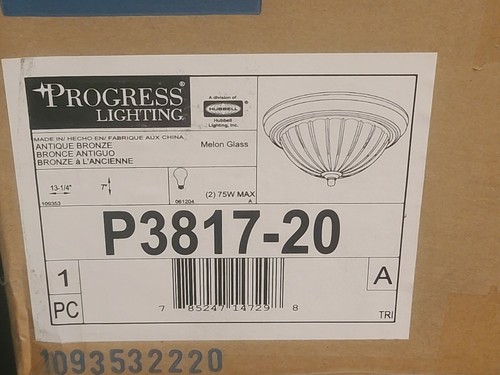 PROGRESS®
LIGHTING
A division of
HUBBELL
Hubbell
Lighting, Inc.
MADE IN/ HECHO EN/ FABRIQUE AUX CHINA
ANTIQUE BRONZE
BRONCE ANTIGUO
BRONZE à L'ANCIENNE
Melon Glass
13-1/4"
7"
(2) 75W MAX
109353
061204
A
P3817-20
1
PC
A
TRI
7 85247 14729 8
1093532220